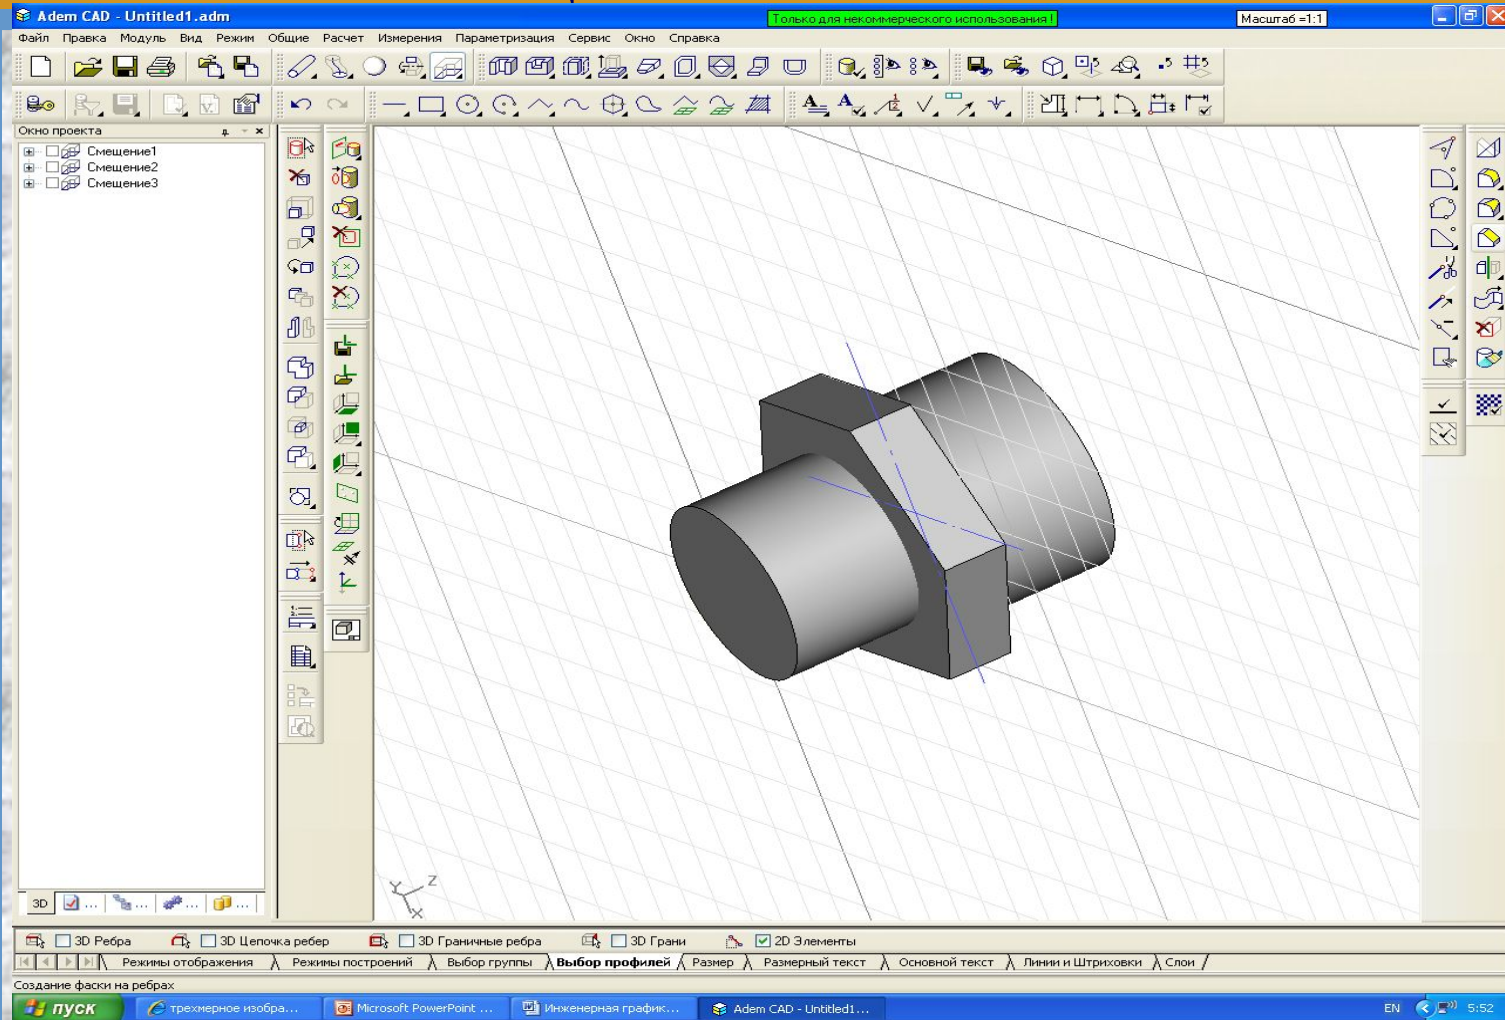 Adem CAD - Untitled1.adm
Только для некоммерческого использования !
Масштаб =1:1
Файл Правка Модуль Вид Режим Общие Расчет Измерения Параметризация Сервис Окно Справка
Окно проекта
Смещение1
Смещение2
Смещение3
Y Z
X
3D ... ... ... ...
3D Ребра 3D Цепочка ребер 3D Граничные ребра 3D Грани 2D Элементы
Режимы отображения Режимы построений Выбор группы Выбор профилей Размер Размерный текст Основной текст Линии и Штриховки Слои
Создание фаски на ребрах
пуск трехмерное изобра... Microsoft PowerPoint ... Инженерная график... Adem CAD - Untitled1... EN 5:52